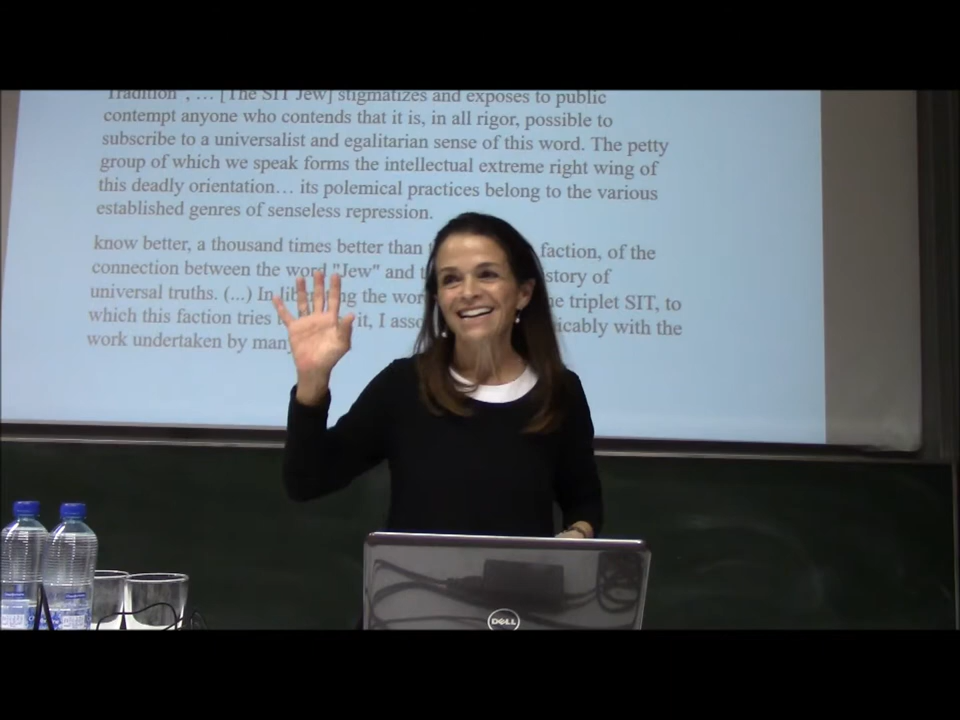 Tradition", … [The SIT Jew] stigmatizes and exposes to public
contempt anyone who contends that it is, in all rigor, possible to
subscribe to a universalist and egalitarian sense of this word. The petty
group of which we speak forms the intellectual extreme right wing of
this deadly orientation… its polemical practices belong to the various
established genres of senseless repression.
know better, a thousand times better than faction, of the
connection between the word "Jew" and story of
universal truths. (...) In the triplet SIT, to
which this faction tries it, I with the
work undertaken by many
DELL